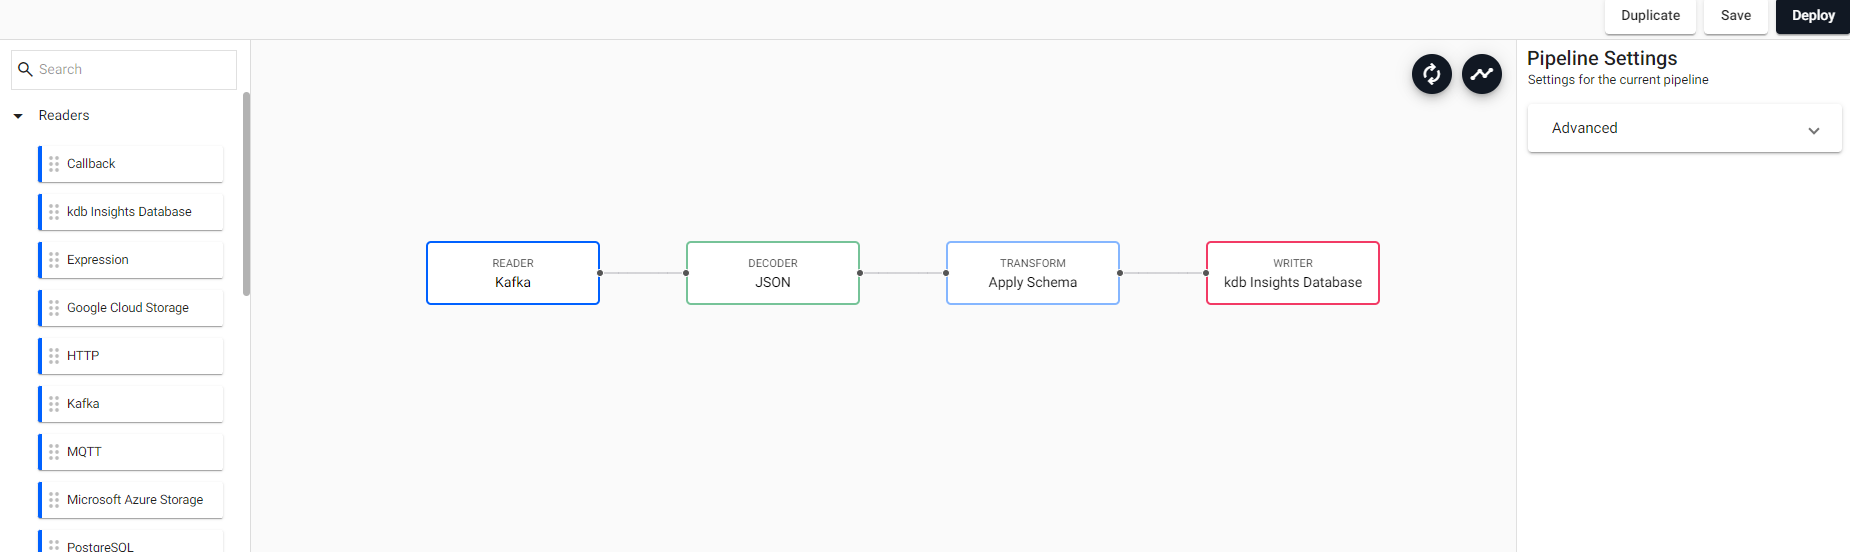 Duplicate
Save
Deploy
Search
Readers
Callback
kdb Insights Database
Expression
Google Cloud Storage
HTTP
Kafka
MQTT
Microsoft Azure Storage
PostgreSQL
READER
Kafka
DECODER
JSON
TRANSFORM
Apply Schema
WRITER
kdb Insights Database
Pipeline Settings
Settings for the current pipeline
Advanced